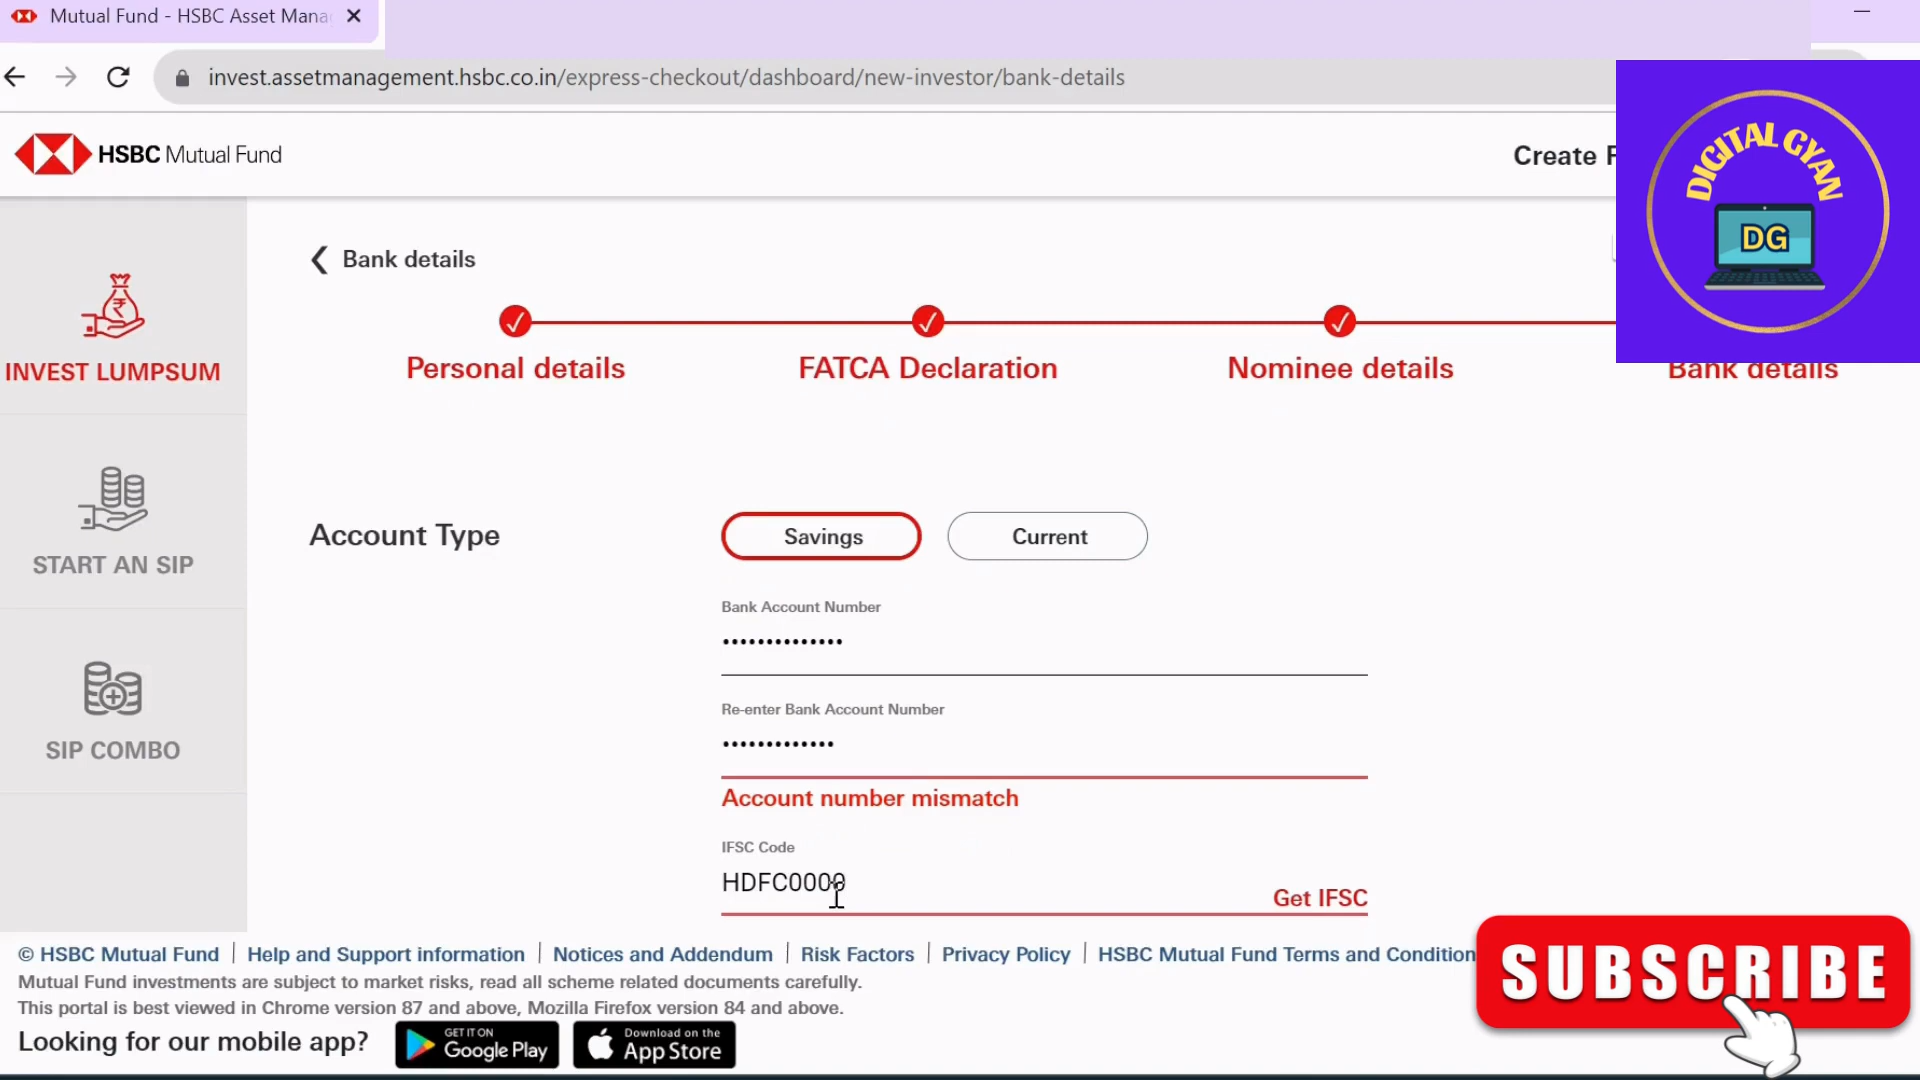 Mutual Fund - HSBC Asset Mana
invest.assetmanagement.hsbc.co.in/express-checkout/dashboard/new-investor/bank-details
HSBC Mutual Fund
Create F
DIGITAL GYAN
DG
Bank details
Personal details
FATCA Declaration
Nominee details
Bank details
INVEST LUMPSUM
START AN SIP
SIP COMBO
Account Type
Savings
Current
Bank Account Number
••••••••••••••
Re-enter Bank Account Number
•••••••••••••
Account number mismatch
IFSC Code
HDFC0000
Get IFSC
© HSBC Mutual Fund | Help and Support information | Notices and Addendum | Risk Factors | Privacy Policy | HSBC Mutual Fund Terms and Condition
Mutual Fund investments are subject to market risks, read all scheme related documents carefully.
This portal is best viewed in Chrome version 87 and above, Mozilla Firefox version 84 and above.
Looking for our mobile app?
GET IT ON
Google Play
Download on the
App Store
SUBSCRIBE